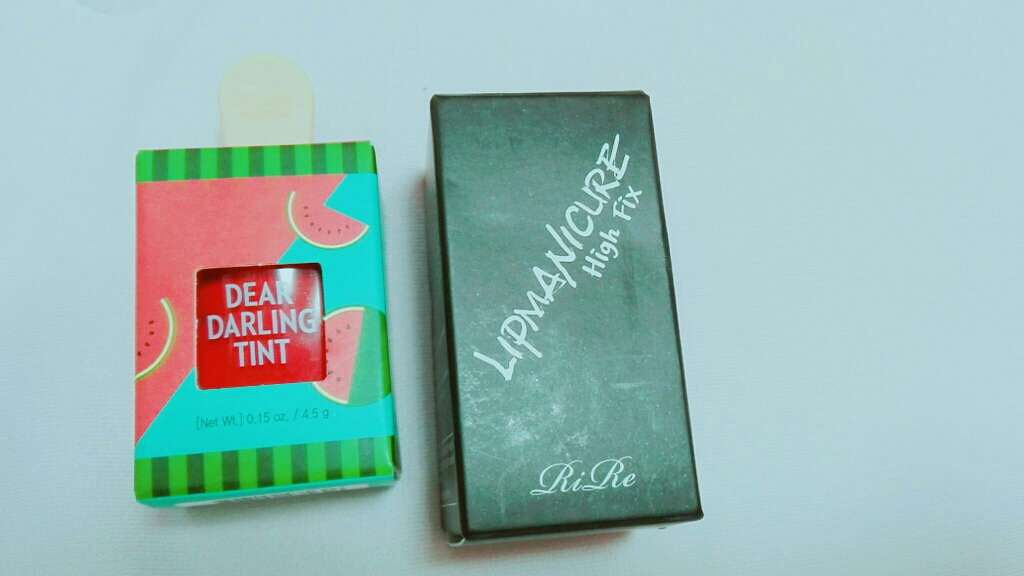 DEAR
DARLING
TINT
[Net Wt.] 0.15 oz. / 4.5 g
LIPMANICURE
High Fix
RiRe